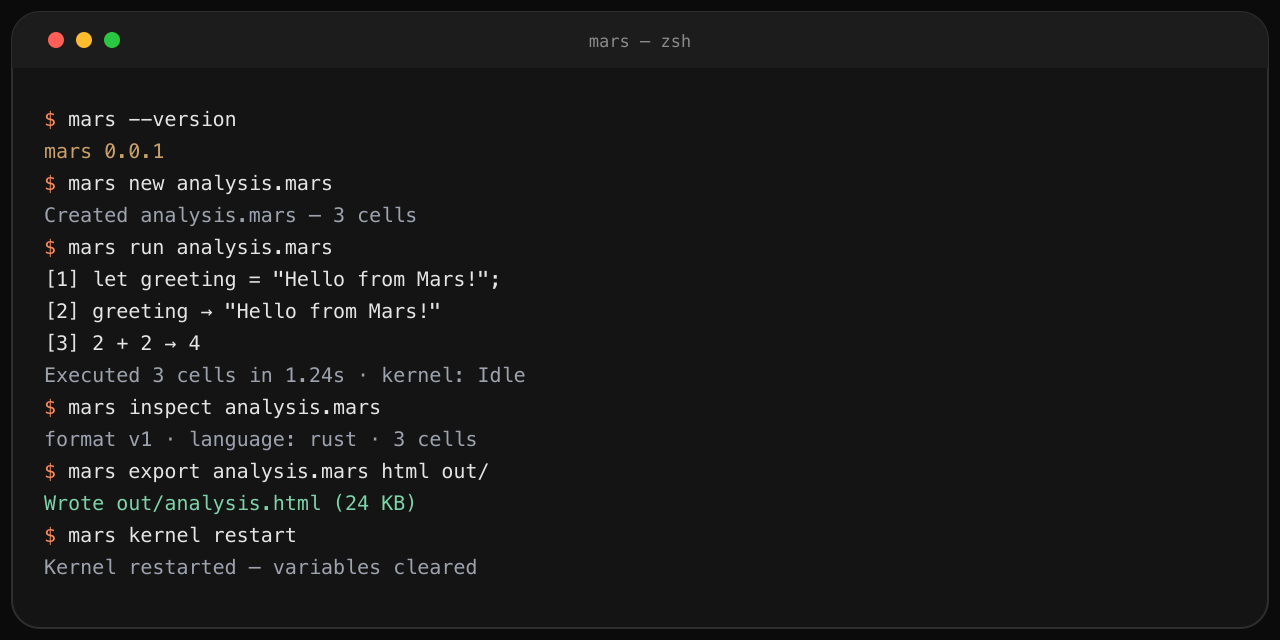 mars — zsh
$ mars --version
mars 0.0.1
$ mars new analysis.mars
Created analysis.mars — 3 cells
$ mars run analysis.mars
[1] let greeting = "Hello from Mars!";
[2] greeting → "Hello from Mars!"
[3] 2 + 2 → 4
Executed 3 cells in 1.24s · kernel: Idle
$ mars inspect analysis.mars
format v1 · language: rust · 3 cells
$ mars export analysis.mars html out/
Wrote out/analysis.html (24 KB)
$ mars kernel restart
Kernel restarted — variables cleared